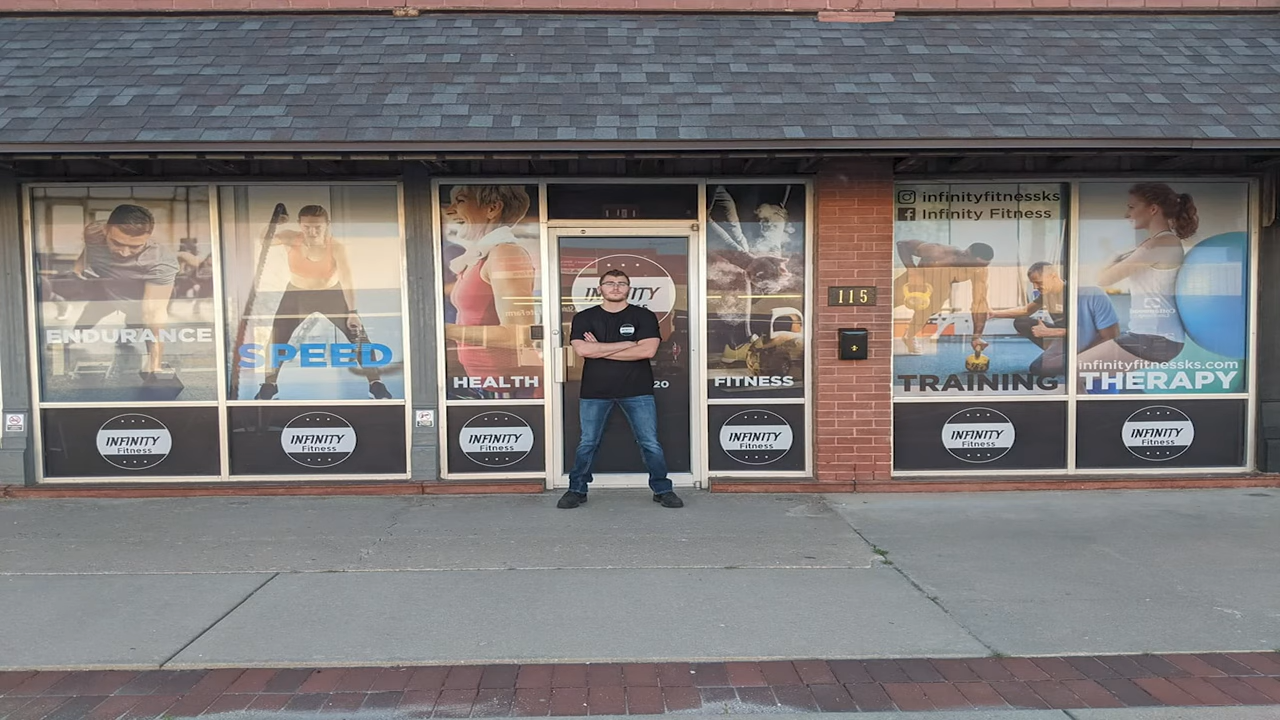 ENDURANCE
SPEED
HEALTH
INFINITY
20
FITNESS
115
infinityfitnessks
Infinity Fitness
TRAINING
infinityfitnessks.com
THERAPY
INFINITY
Fitness
INFINITY
Fitness
INFINITY
Fitness
INFINITY
Fitness
INFINITY
Fitness
INFINITY
Fitness